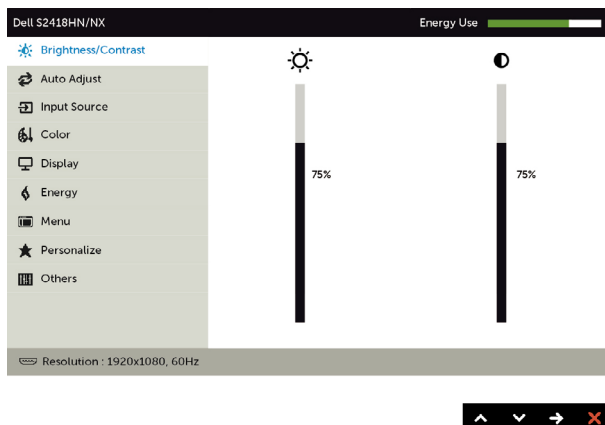 Dell S2418HN/NX
Energy Use
Brightness/Contrast
Auto Adjust
Input Source
Color
Display
Energy
Menu
Personalize
Others
75%
75%
Resolution : 1920x1080, 60Hz